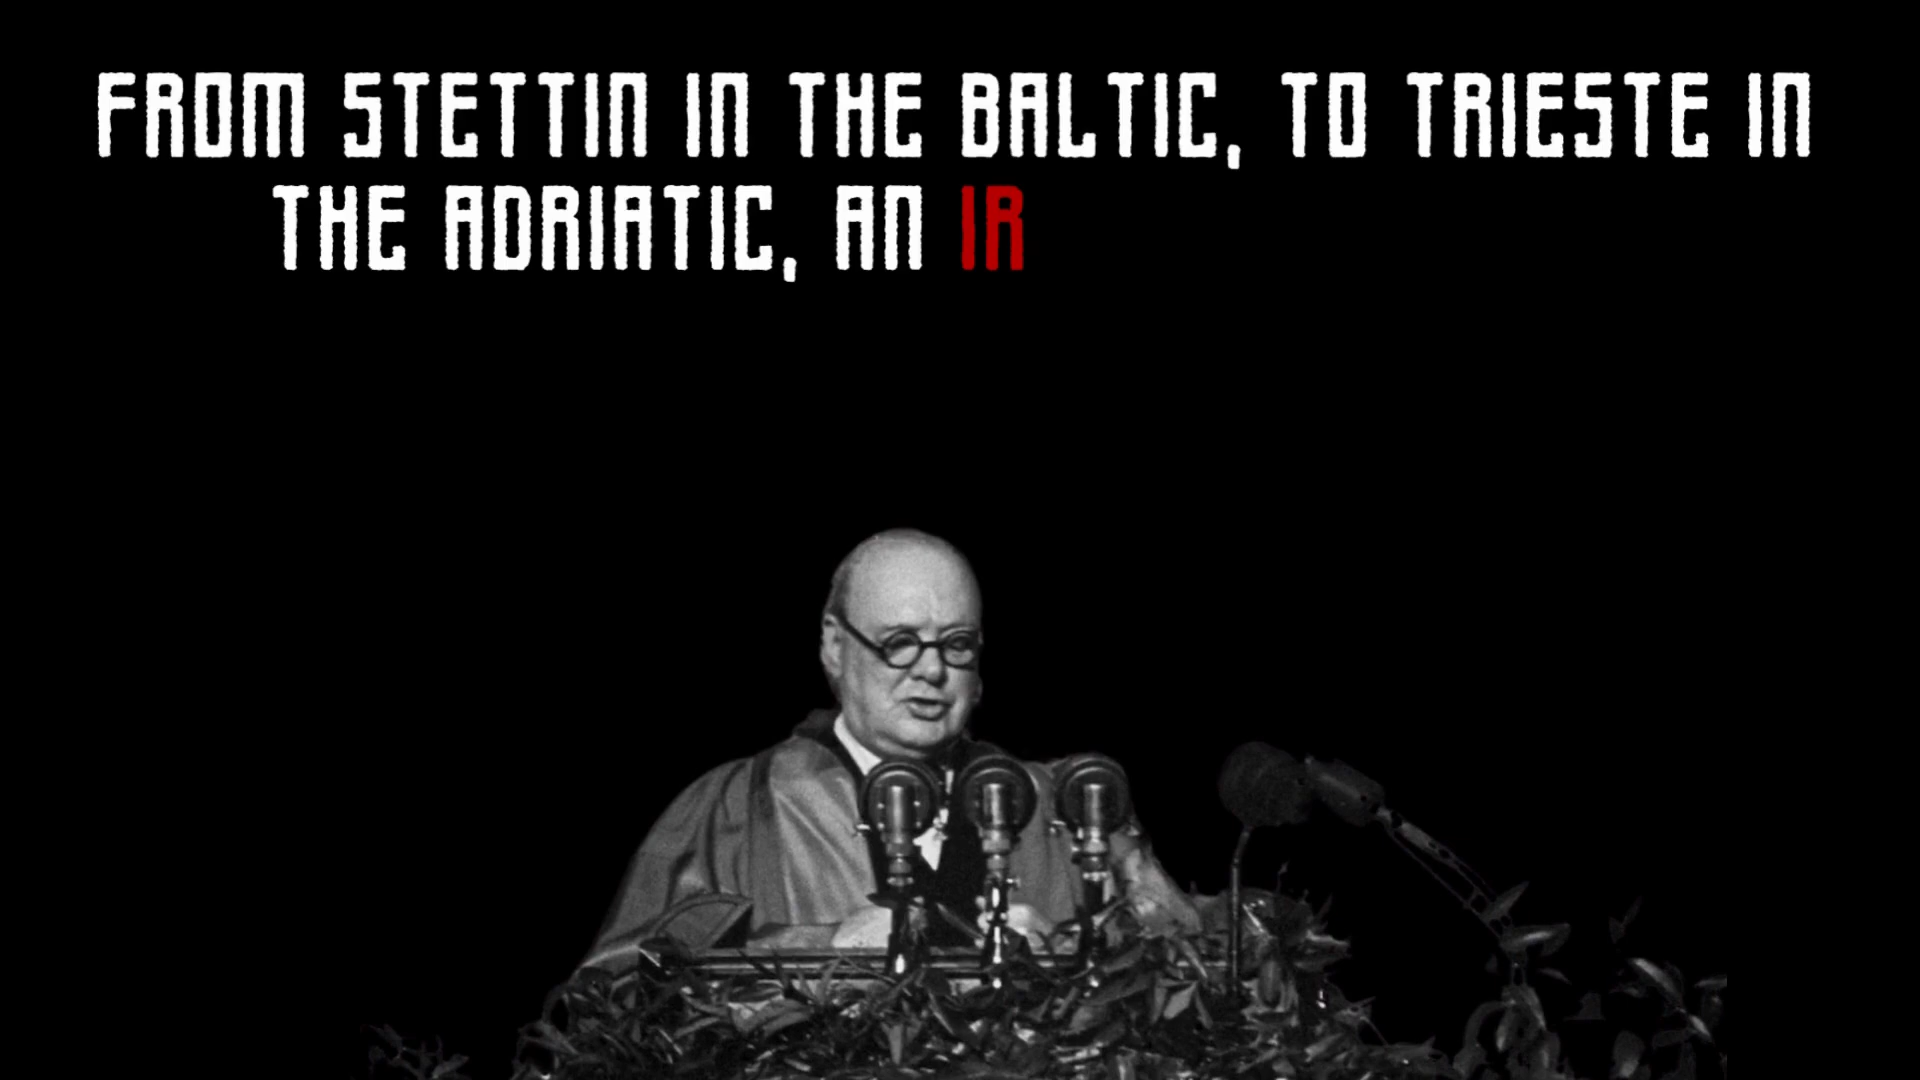 FROM STETTIN IN THE BALTIC, TO TRIESTE IN
THE ADRIATIC, AN IR